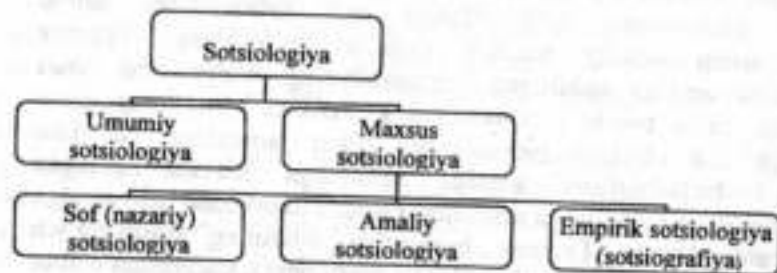 Sotsiologiya
Umumiy
sotsiologiya
Maxsus
sotsiologiya
Sof (nazariy)
sotsiologiya
Amaliy
sotsiologiya
Empirik sotsiologiya
(sotsiografiya)